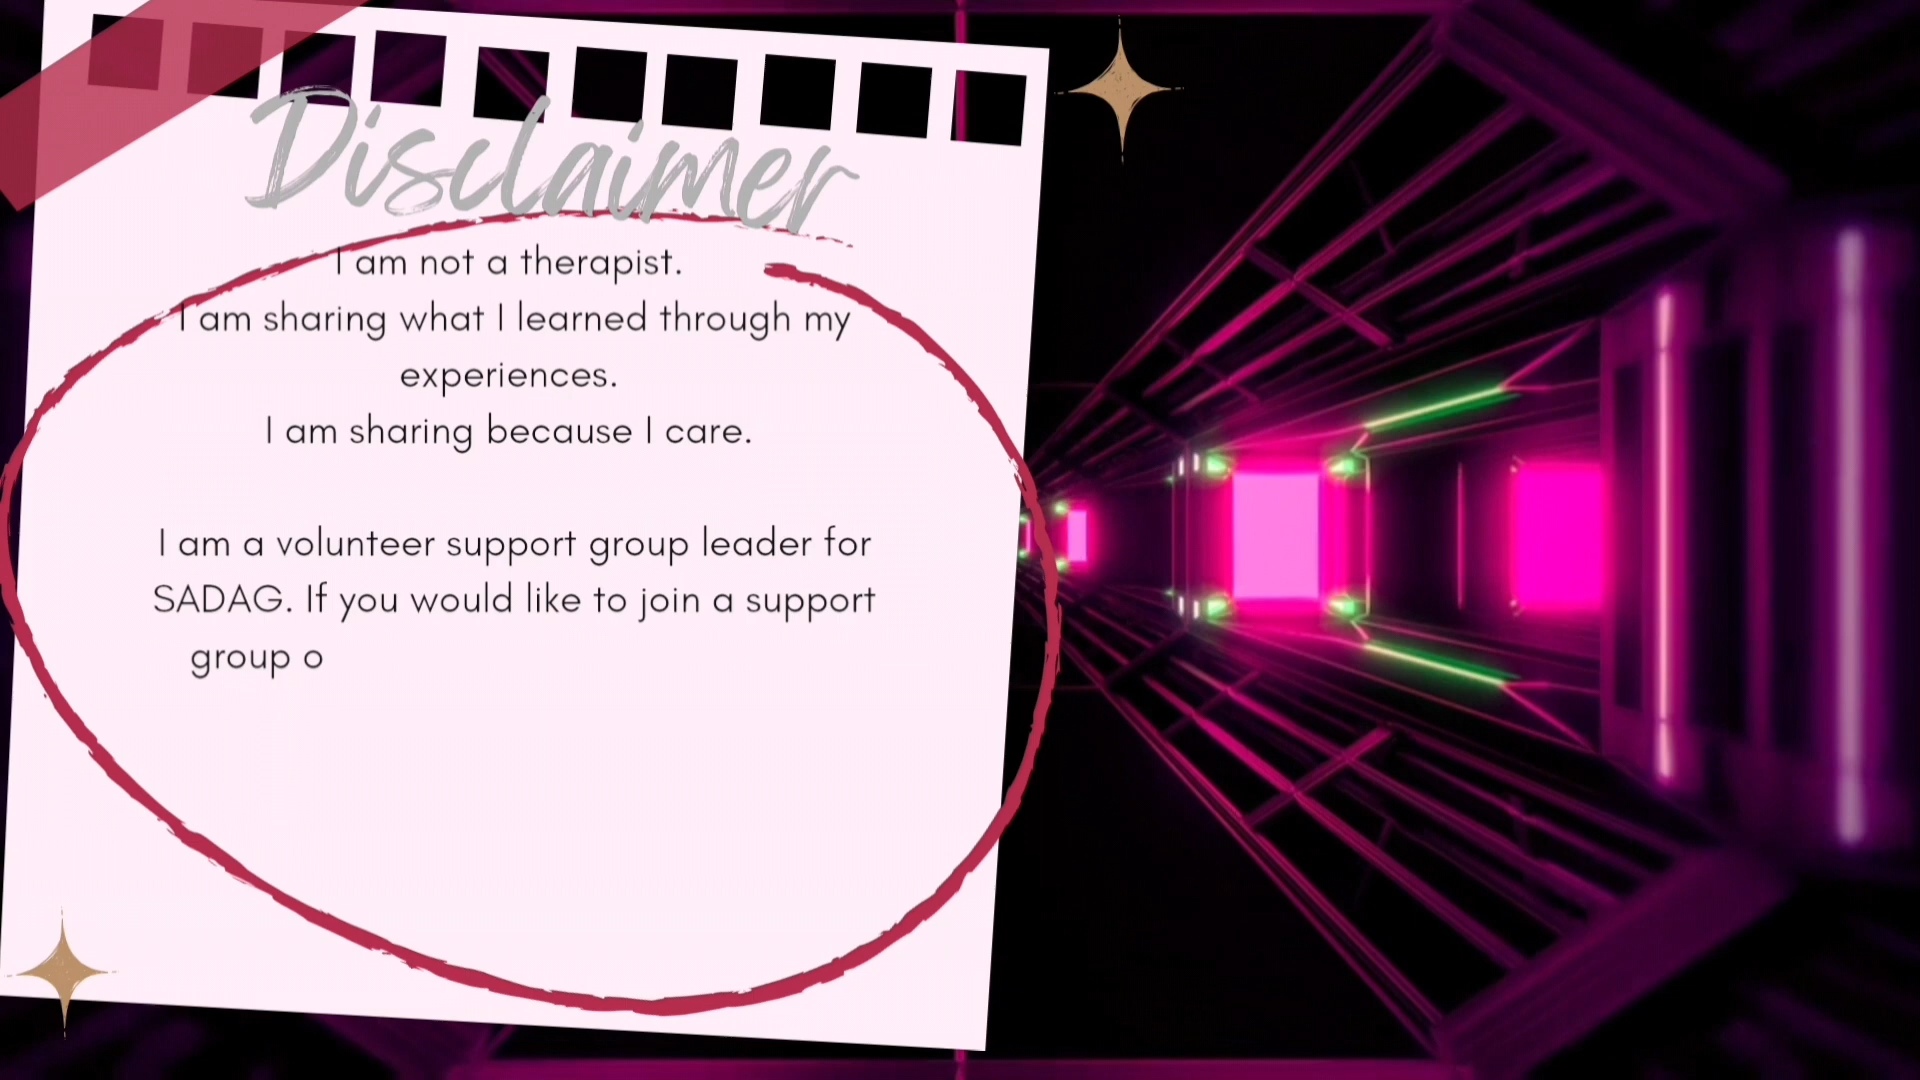 Disclaimer
I am not a therapist.
I am sharing what I learned through my
experiences.
I am sharing because I care.
I am a volunteer support group leader for
SADAG. If you would like to join a support
group o